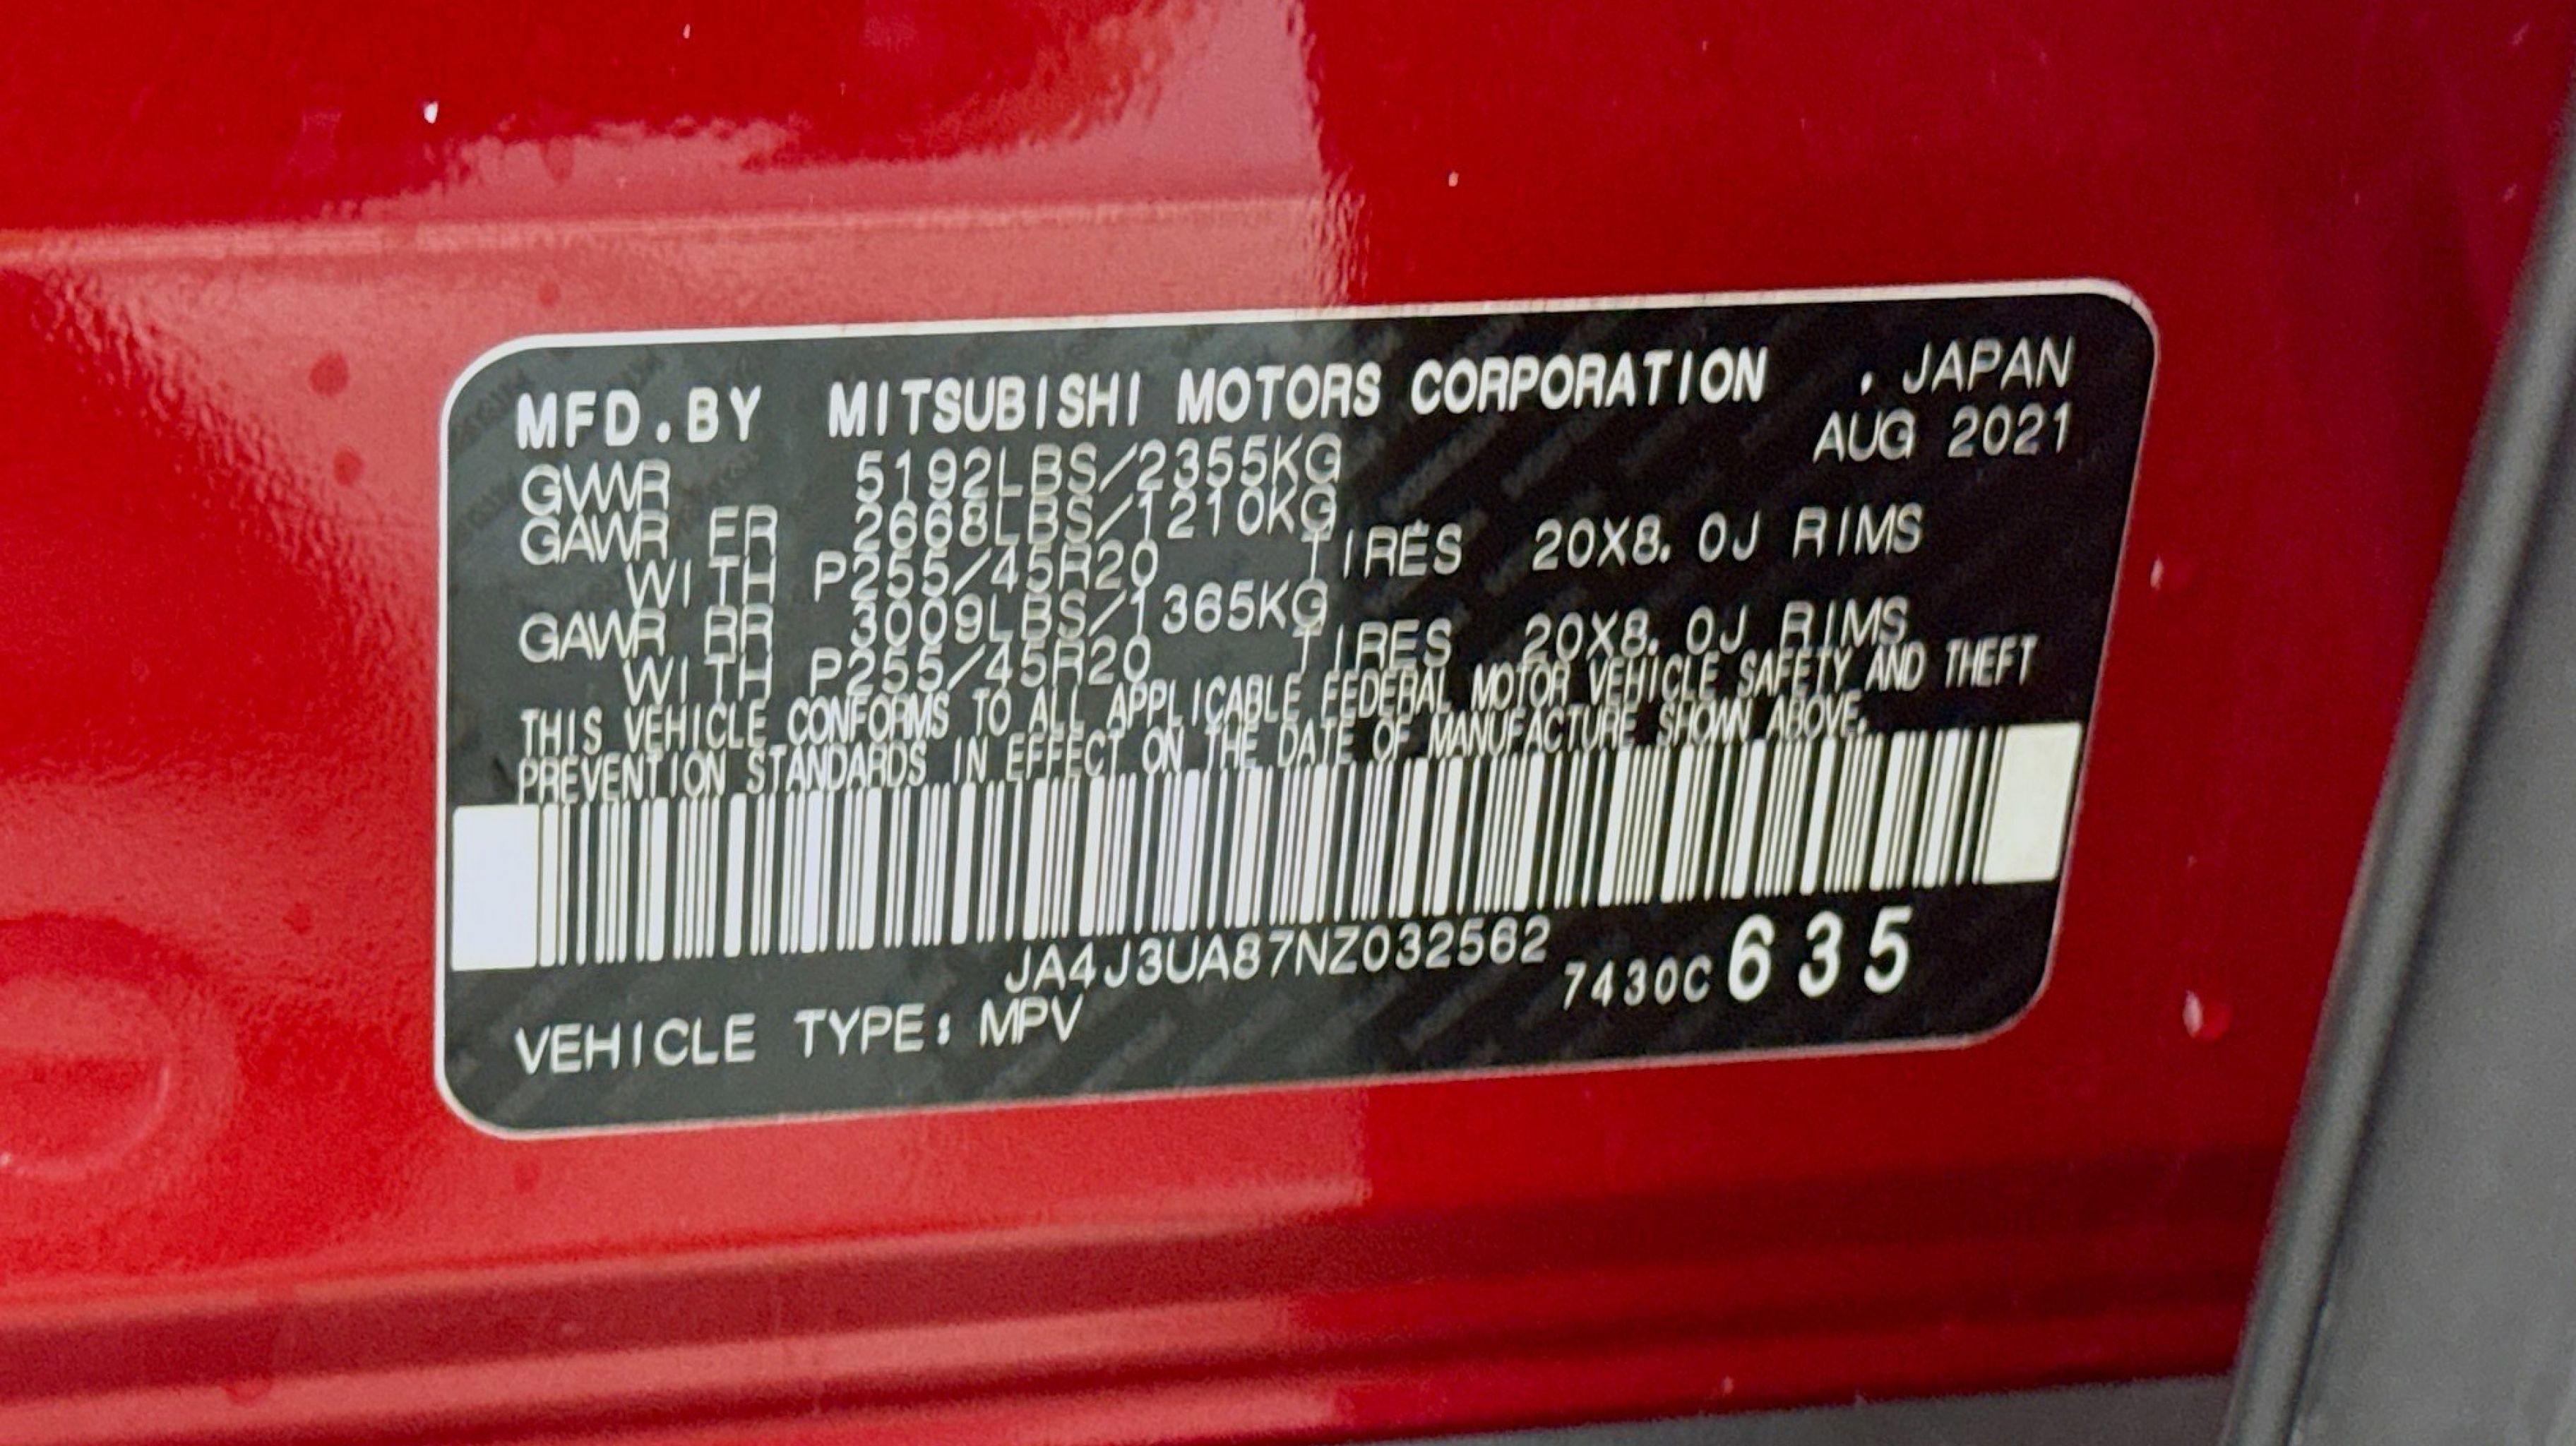 MFD.BY MITSUBISHI MOTORS CORPORATION , JAPAN
AUG 2021
GVWR 5192LBS/2355KG
GAWR FR 2668LBS/1210KG
WITH P255/45R20 TIRES 20X8.0J RIMS
GAWR RR 3009LBS/1365KG
WITH P255/45R20 TIRES 20X8.0J RIMS
THIS VEHICLE CONFORMS TO ALL APPLICABLE FEDERAL MOTOR VEHICLE SAFETY AND THEFT
PREVENTION STANDARDS IN EFFECT ON THE DATE OF MANUFACTURE SHOWN ABOVE.
JA4J3UA87NZ032562
7430C 635
VEHICLE TYPE: MPV